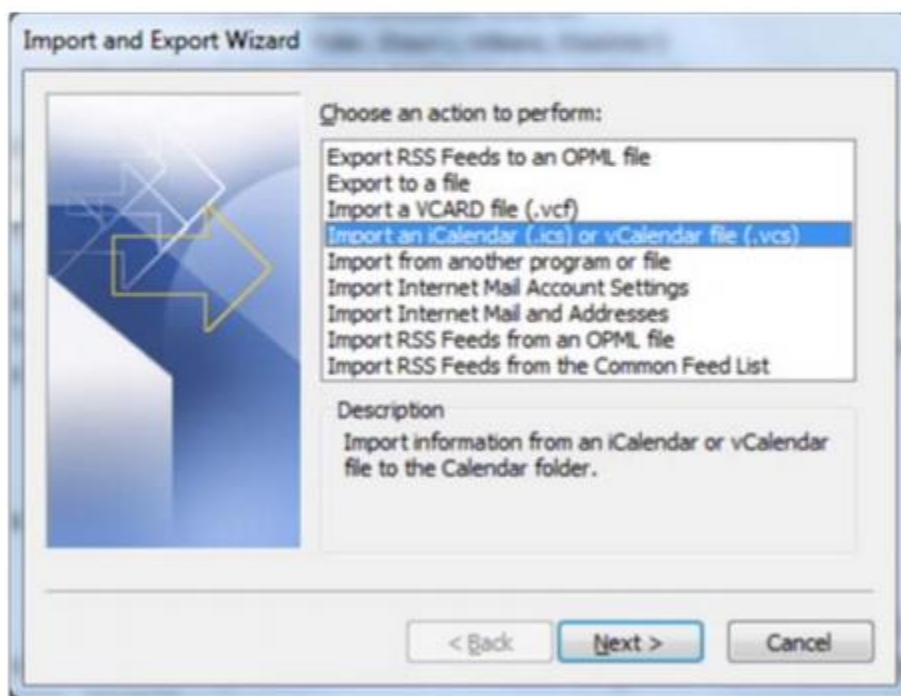 Import and Export Wizard
Choose an action to perform:
Export RSS Feeds to an OPML file
Export to a file
Import a VCARD file (.vcf)
Import an iCalendar (.ics) or vCalendar file (.vcs)
Import from another program or file
Import Internet Mail Account Settings
Import Internet Mail and Addresses
Import RSS Feeds from an OPML file
Import RSS Feeds from the Common Feed List
Description
Import information from an iCalendar or vCalendar
file to the Calendar folder.
< Back
Next >
Cancel